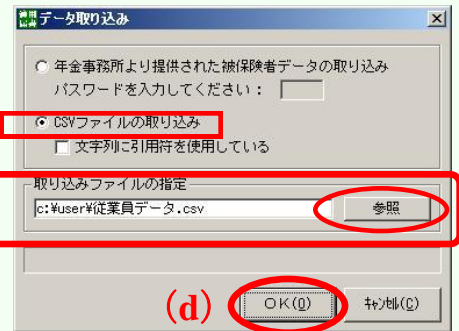 データ取り込み
年金事務所より提供された被保険者データの取り込み
パスワードを入力してください：
CSVファイルの取り込み
文字列に引用符を使用している
取り込みファイルの指定
c:¥user¥従業員データ.csv
参照
(d)
OK(O)
ｷｬﾝｾﾙ(C)